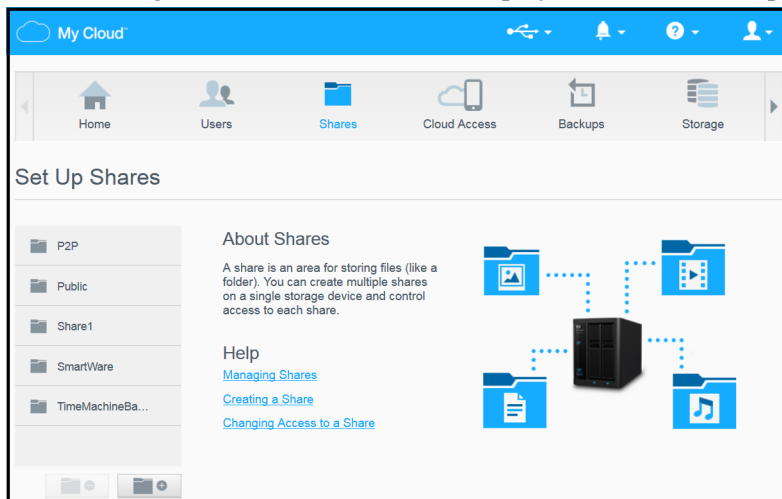 My Cloud™
Home
Users
Shares
Cloud Access
Backups
Storage
Set Up Shares
P2P
Public
Share1
SmartWare
TimeMachineBa...
About Shares
A share is an area for storing files (like a
folder). You can create multiple shares
on a single storage device and control
access to each share.
Help
Managing Shares
Creating a Share
Changing Access to a Share